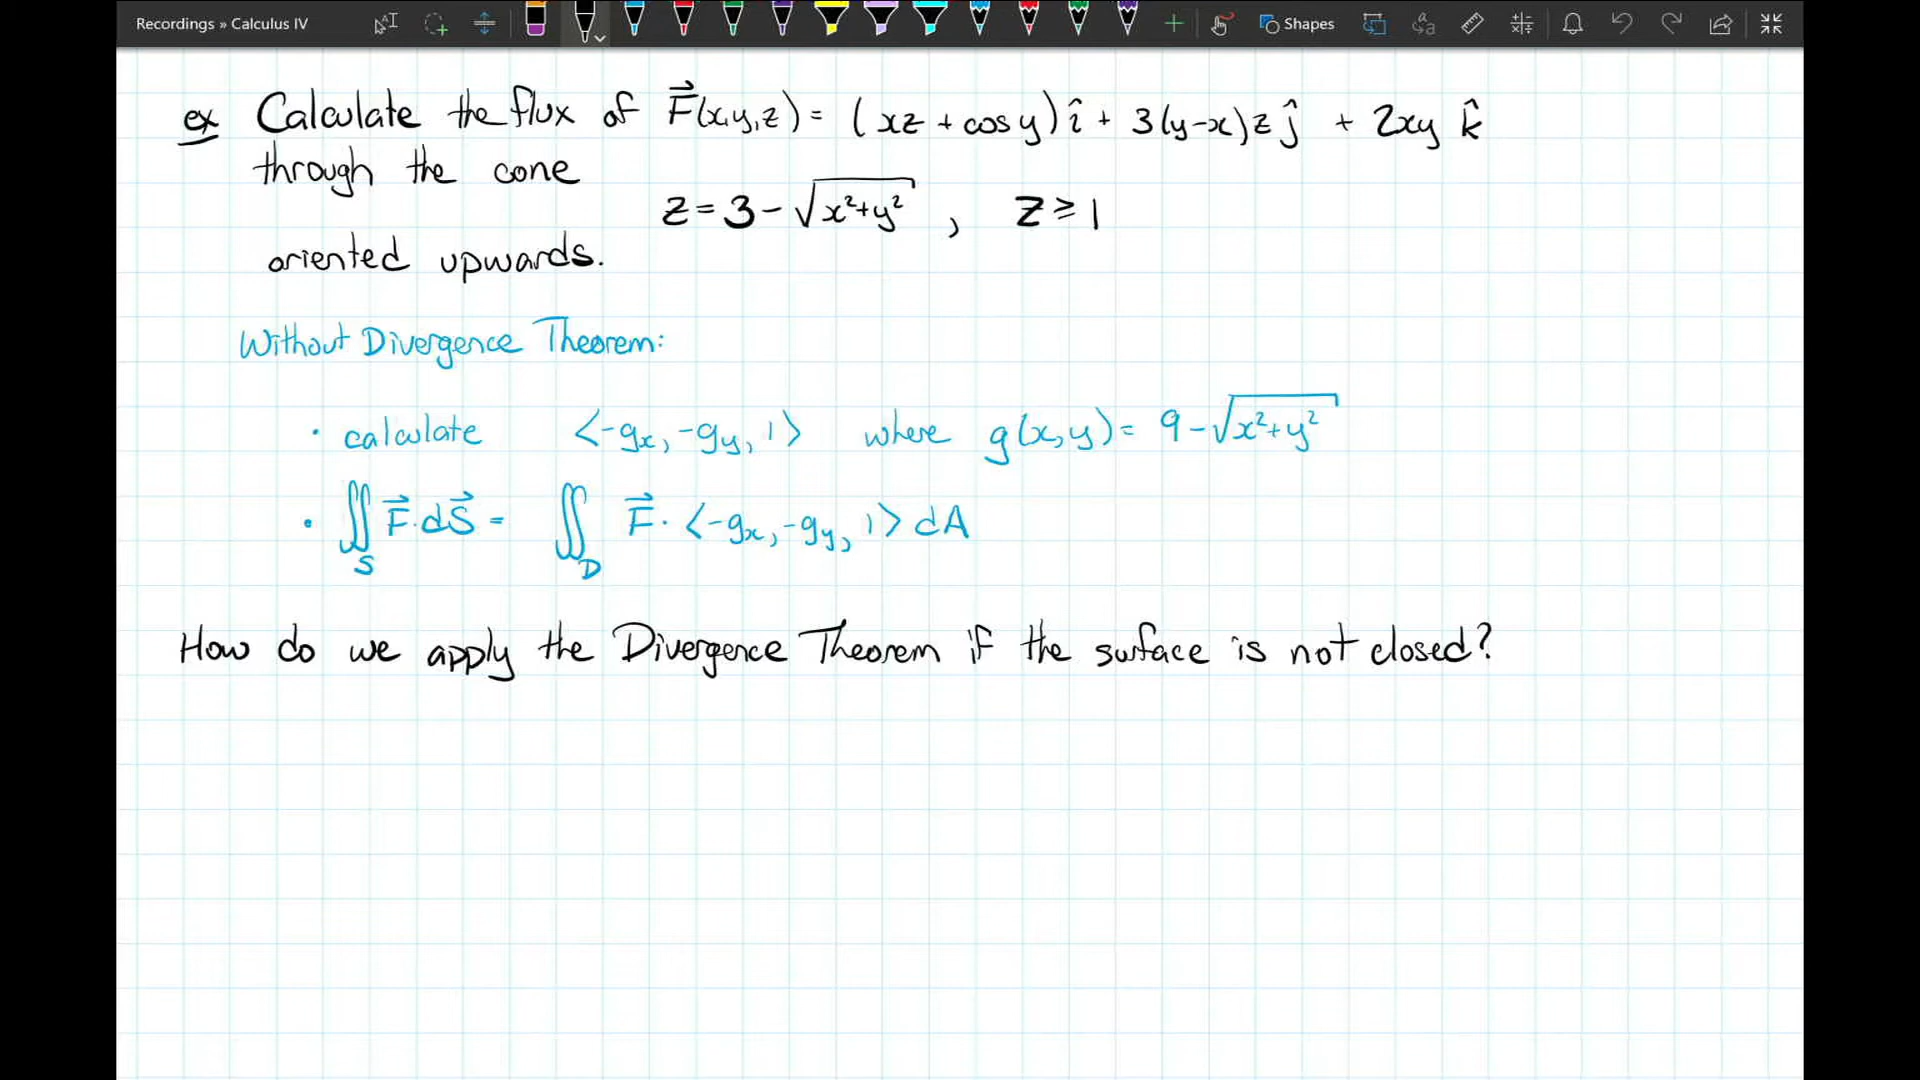 Recordings » Calculus IV
Shapes
ex Calculate the flux of F⃗(x,y,z) = (xz + cos y) î + 3(y-x)z ĵ + 2xy k̂
through the cone
z = 3 - √(x²+y²) , z ≥ 1
oriented upwards.
Without Divergence Theorem:
• calculate <-gx, -gy, 1> where g(x,y) = 9 - √(x²+y²)
• ∬_S F⃗·dS⃗ = ∬_D F⃗ · <-gx, -gy, 1> dA
How do we apply the Divergence Theorem if the surface is not closed?